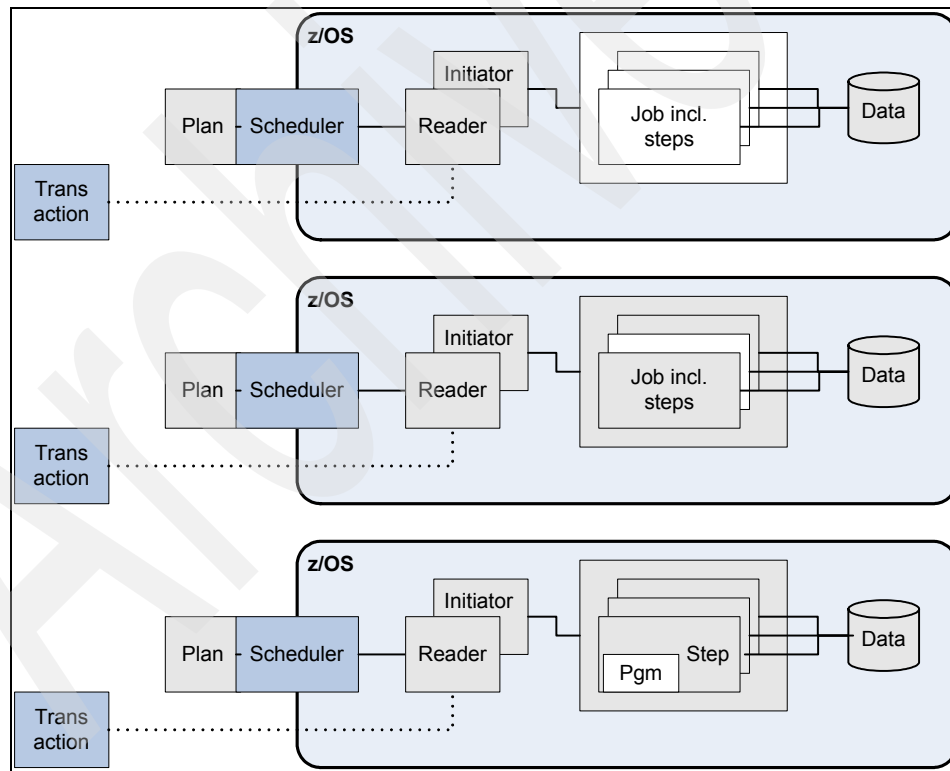 z/OS
Initiator
Plan
Scheduler
Reader
Job incl.
steps
Data
Trans
action
z/OS
Initiator
Plan
Scheduler
Reader
Job incl.
steps
Data
Trans
action
z/OS
Initiator
Plan
Scheduler
Reader
Step
Pgm
Data
Trans
action
Archive